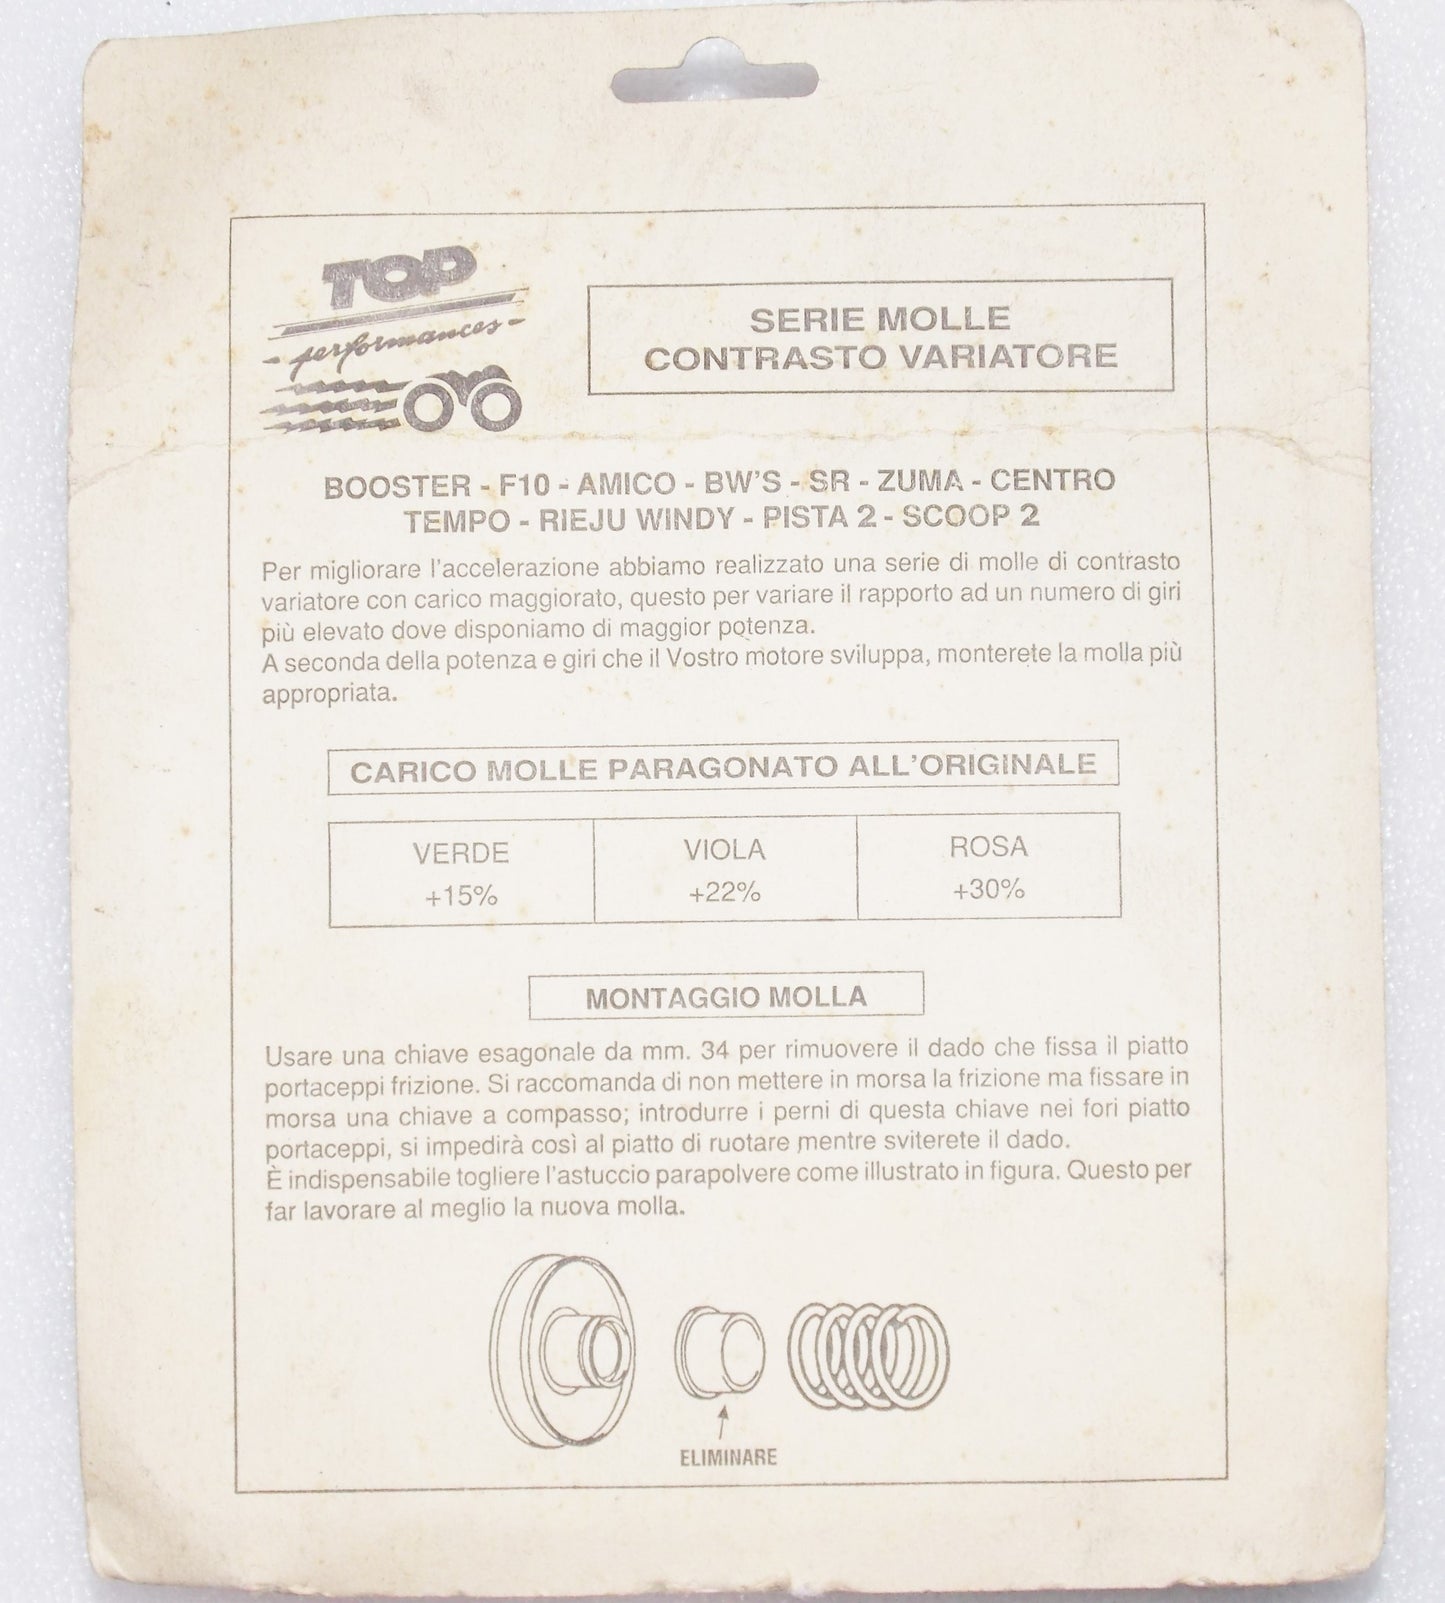 TOP
- performances -
SERIE MOLLE
CONTRASTO VARIATORE
BOOSTER - F10 - AMICO - BW'S - SR - ZUMA - CENTRO
TEMPO - RIEJU WINDY - PISTA 2 - SCOOP 2
Per migliorare l'accelerazione abbiamo realizzato una serie di molle di contrasto
variatore con carico maggiorato, questo per variare il rapporto ad un numero di giri
più elevato dove disponiamo di maggior potenza.
A seconda della potenza e giri che il Vostro motore sviluppa, monterete la molla più
appropriata.
CARICO MOLLE PARAGONATO ALL'ORIGINALE
VERDE VIOLA ROSA
+15% +22% +30%
MONTAGGIO MOLLA
Usare una chiave esagonale da mm. 34 per rimuovere il dado che fissa il piatto
portaceppi frizione. Si raccomanda di non mettere in morsa la frizione ma fissare in
morsa una chiave a compasso; introdurre i perni di questa chiave nei fori piatto
portaceppi, si impedirà così al piatto di ruotare mentre sviterete il dado.
È indispensabile togliere l'astuccio parapolvere come illustrato in figura. Questo per
far lavorare al meglio la nuova molla.
ELIMINARE